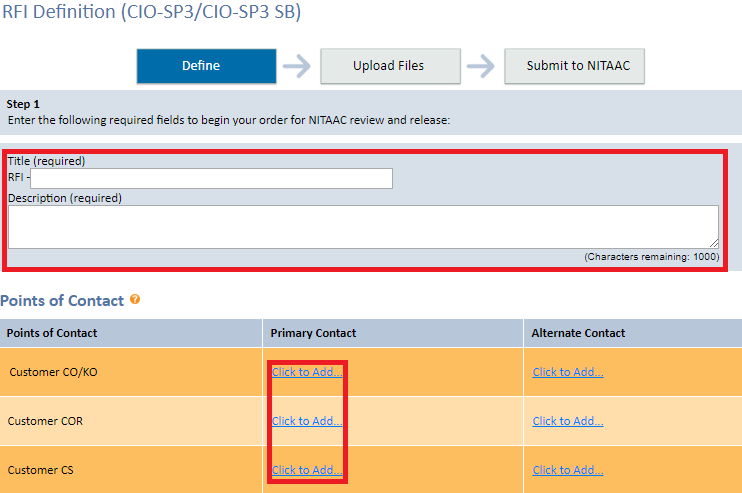 RFI Definition (CIO-SP3/CIO-SP3 SB)
Define
Upload Files
Submit to NITAAC
Step 1
Enter the following required fields to begin your order for NITAAC review and release:
Title (required)
RFI -
Description (required)
(Characters remaining: 1000)
Points of Contact ?
Points of Contact Primary Contact Alternate Contact
Customer CO/KO Click to Add... Click to Add...
Customer COR Click to Add... Click to Add...
Customer CS Click to Add... Click to Add...